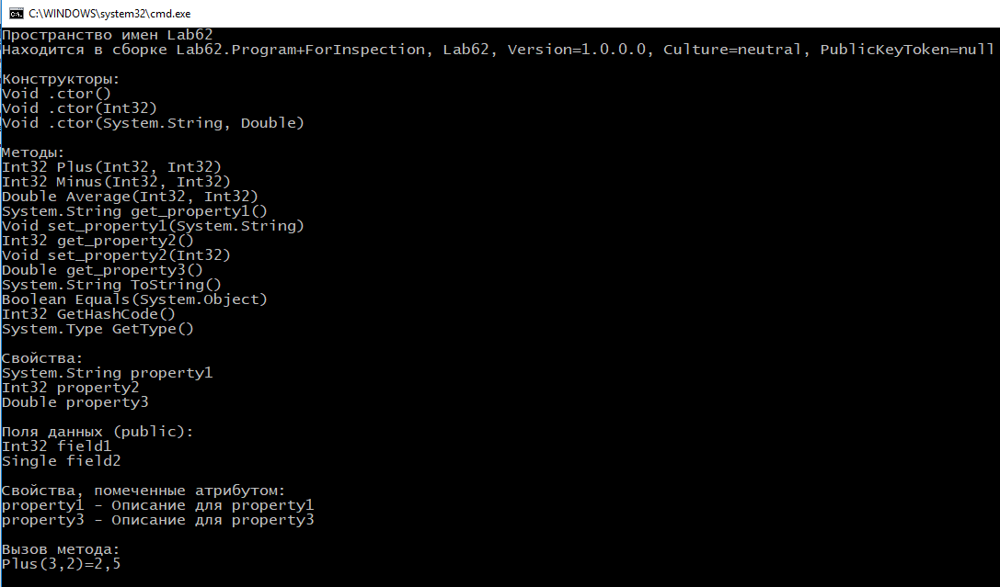 C:\WINDOWS\system32\cmd.exe
Пространство имен Lab62
Находится в сборке Lab62.Program+ForInspection, Lab62, Version=1.0.0.0, Culture=neutral, PublicKeyToken=null
Конструкторы:
Void .ctor()
Void .ctor(Int32)
Void .ctor(System.String, Double)
Методы:
Int32 Plus(Int32, Int32)
Int32 Minus(Int32, Int32)
Double Average(Int32, Int32)
System.String get_property1()
Void set_property1(System.String)
Int32 get_property2()
Void set_property2(Int32)
Double get_property3()
System.String ToString()
Boolean Equals(System.Object)
Int32 GetHashCode()
System.Type GetType()
Свойства:
System.String property1
Int32 property2
Double property3
Поля данных (public):
Int32 field1
Single field2
Свойства, помеченные атрибутом:
property1 - Описание для property1
property3 - Описание для property3
Вызов метода:
Plus(3,2)=2,5